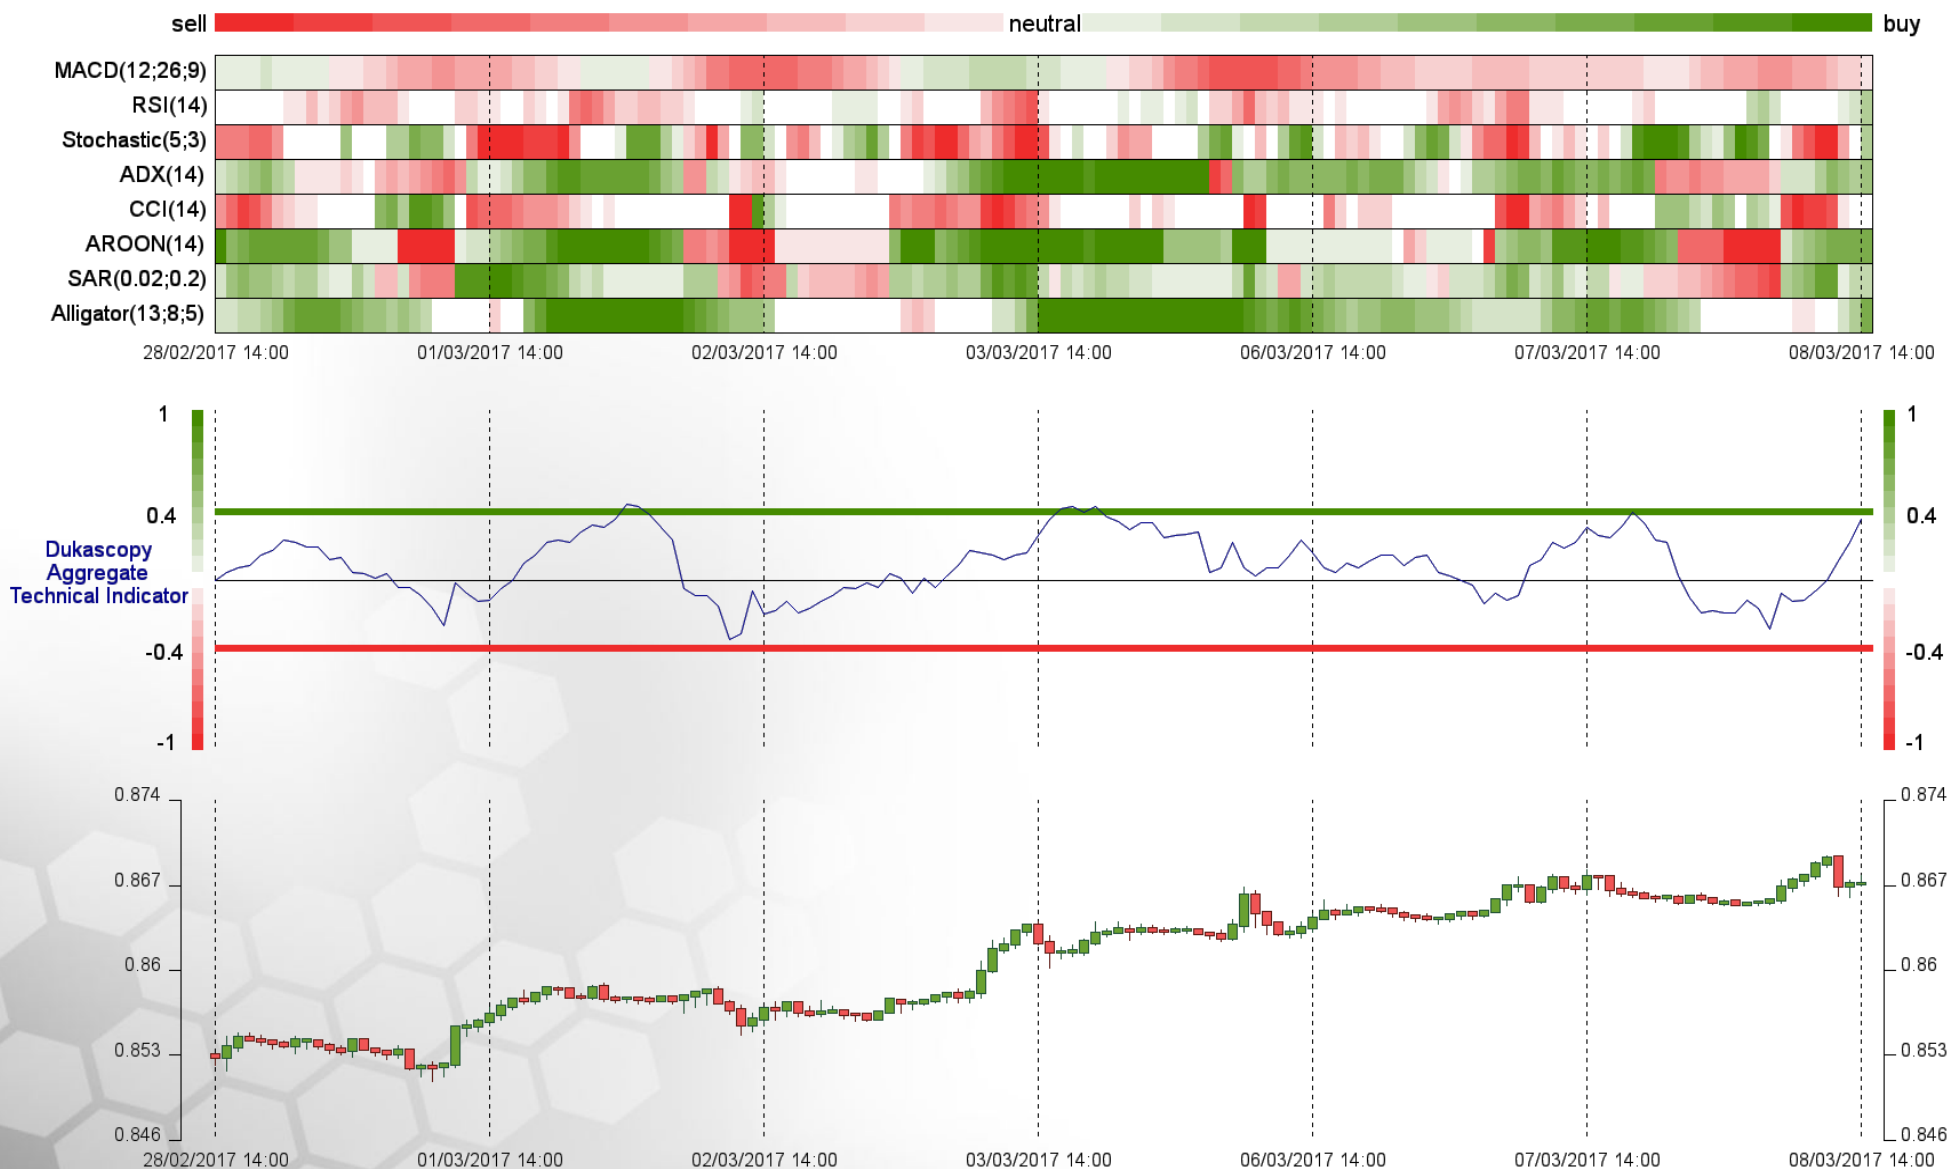 sell neutral buy
MACD(12;26;9)
RSI(14)
Stochastic(5;3)
ADX(14)
CCI(14)
AROON(14)
SAR(0.02;0.2)
Alligator(13;8;5)
28/02/2017 14:00 01/03/2017 14:00 02/03/2017 14:00 03/03/2017 14:00 06/03/2017 14:00 07/03/2017 14:00 08/03/2017 14:00
1 1
0.4 0.4
Dukascopy
Aggregate
Technical Indicator
-0.4 -0.4
-1 -1
0.874 0.874
0.867 0.867
0.86 0.86
0.853 0.853
0.846 0.846
28/02/2017 14:00 01/03/2017 14:00 02/03/2017 14:00 03/03/2017 14:00 06/03/2017 14:00 07/03/2017 14:00 08/03/2017 14:00